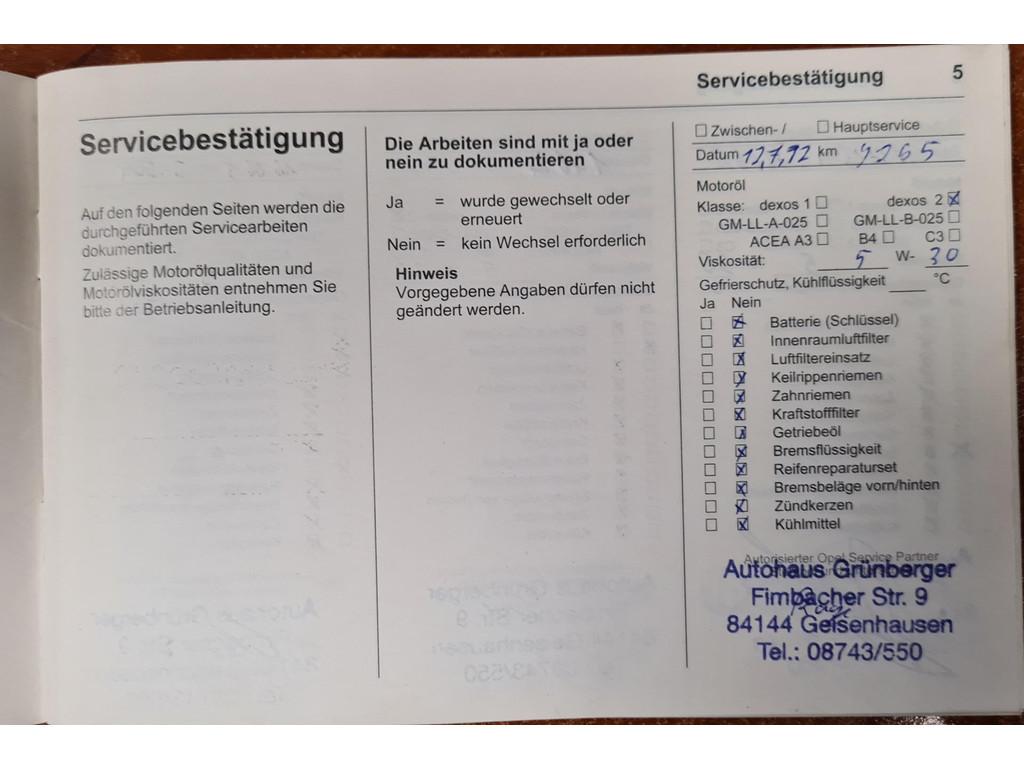 Servicebestätigung 5
Servicebestätigung
Auf den folgenden Seiten werden die
durchgeführten Servicearbeiten
dokumentiert.
Zulässige Motorölqualitäten und
Motorölviskositäten entnehmen Sie
bitte der Betriebsanleitung.
Die Arbeiten sind mit ja oder
nein zu dokumentieren
Ja = wurde gewechselt oder
erneuert
Nein = kein Wechsel erforderlich
Hinweis
Vorgegebene Angaben dürfen nicht
geändert werden.
☐ Zwischen- / ☐ Hauptservice
Datum km
Motoröl
Klasse: dexos 1 ☐ dexos 2 ☒
GM-LL-A-025 ☐ GM-LL-B-025 ☐
ACEA A3 ☐ B4 ☐ C3 ☐
Viskosität: 5 W- 30
Gefrierschutz, Kühlflüssigkeit °C
Ja Nein
☐ ☒ Batterie (Schlüssel)
☐ ☒ Innenraumluftfilter
☐ ☒ Luftfiltereinsatz
☐ ☒ Keilrippenriemen
☐ ☒ Zahnriemen
☐ ☒ Kraftstofffilter
☐ ☒ Getriebeöl
☐ ☒ Bremsflüssigkeit
☐ ☒ Reifenreparaturset
☐ ☒ Bremsbeläge vorn/hinten
☐ ☒ Zündkerzen
☐ ☒ Kühlmittel
Autorisierter Opel Service Partner
Autohaus Grünberger
Fimbacher Str. 9
84144 Geisenhausen
Tel.: 08743/550